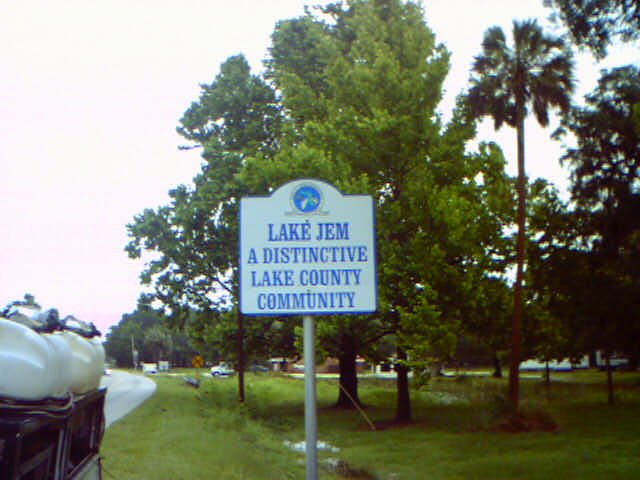 LAKE JEM
A DISTINCTIVE
LAKE COUNTY
COMMUNITY